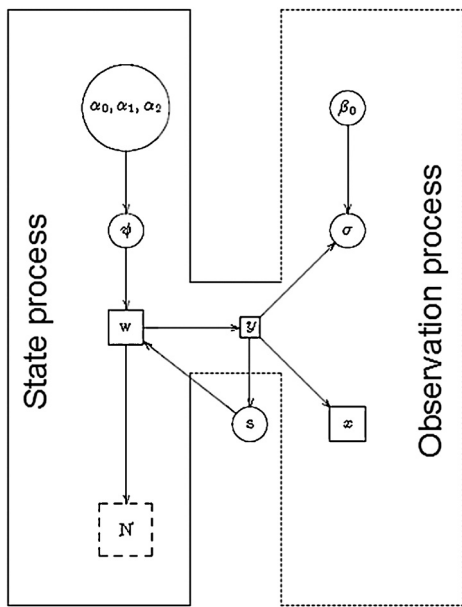 α₀, α₁, α₂
β₀
ψ
σ
w
y
s
x
N
State process
Observation process